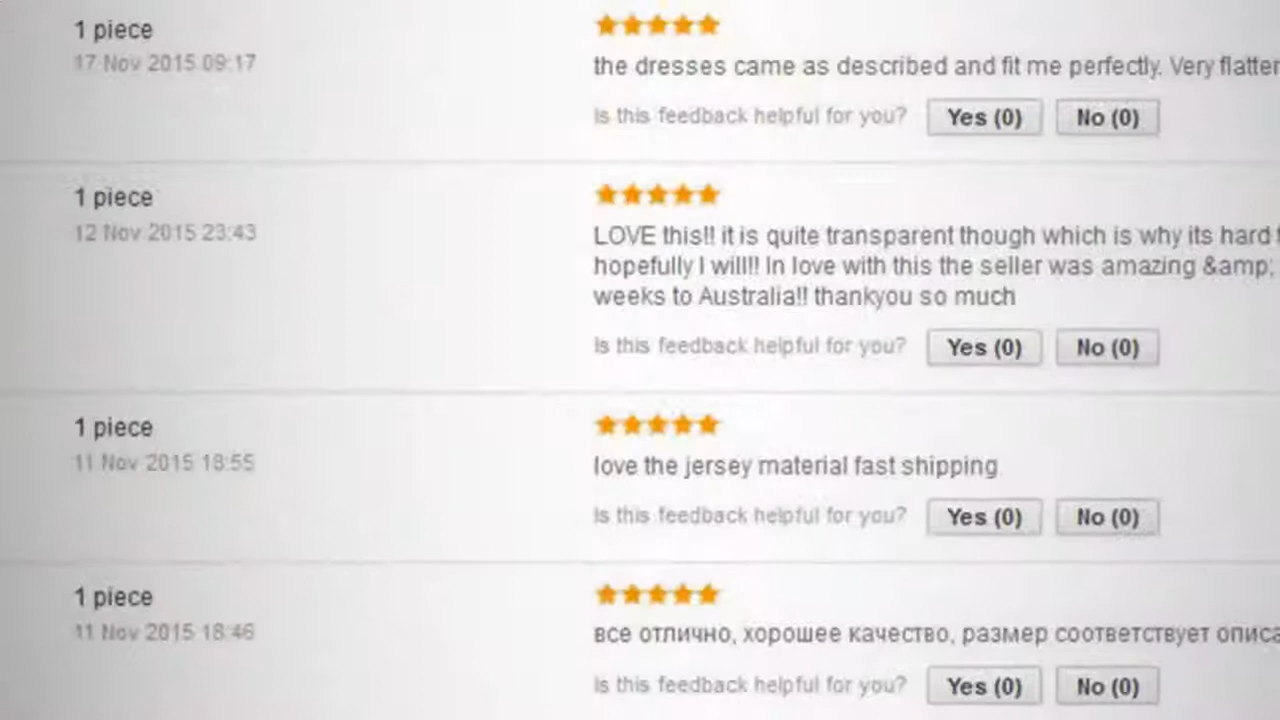 1 piece
17 Nov 2015 09:17
the dresses came as described and fit me perfectly. Very
Is this feedback helpful for you? Yes (0) No (0)
1 piece
12 Nov 2015 23:43
LOVE this!! it is quite transparent though which is why its hard
hopefully I will!! In love with this the seller was amazing &amp;
weeks to Australia!! thankyou so much
Is this feedback helpful for you? Yes (0) No (0)
1 piece
11 Nov 2015 18:55
love the jersey material fast shipping
Is this feedback helpful for you? Yes (0) No (0)
1 piece
11 Nov 2015 18:46
все отлично, хорошее качество, размер соответствует
Is this feedback helpful for you? Yes (0) No (0)